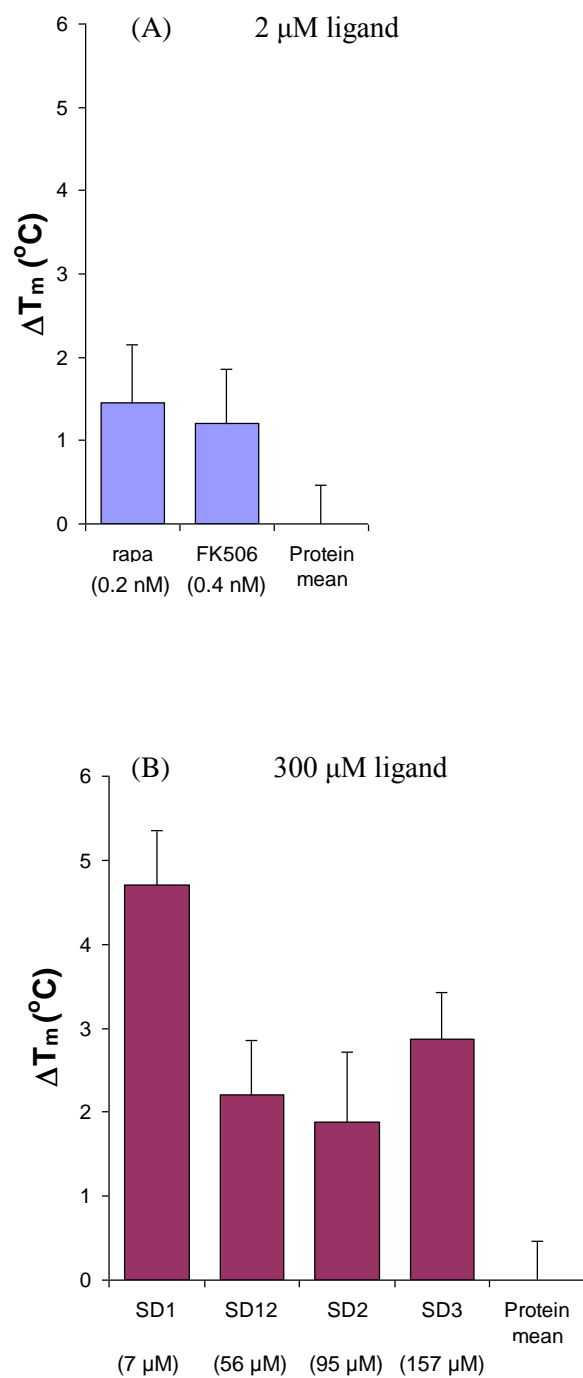 (A) 2 μM ligand
6
5
4
3
2
1
0
ΔTm (oC)
rapa FK506 Protein
mean
(0.2 nM) (0.4 nM)
(B) 300 μM ligand
6
5
4
3
2
1
0
ΔTm (oC)
SD1 SD12 SD2 SD3 Protein
mean
(7 μM) (56 μM) (95 μM) (157 μM)